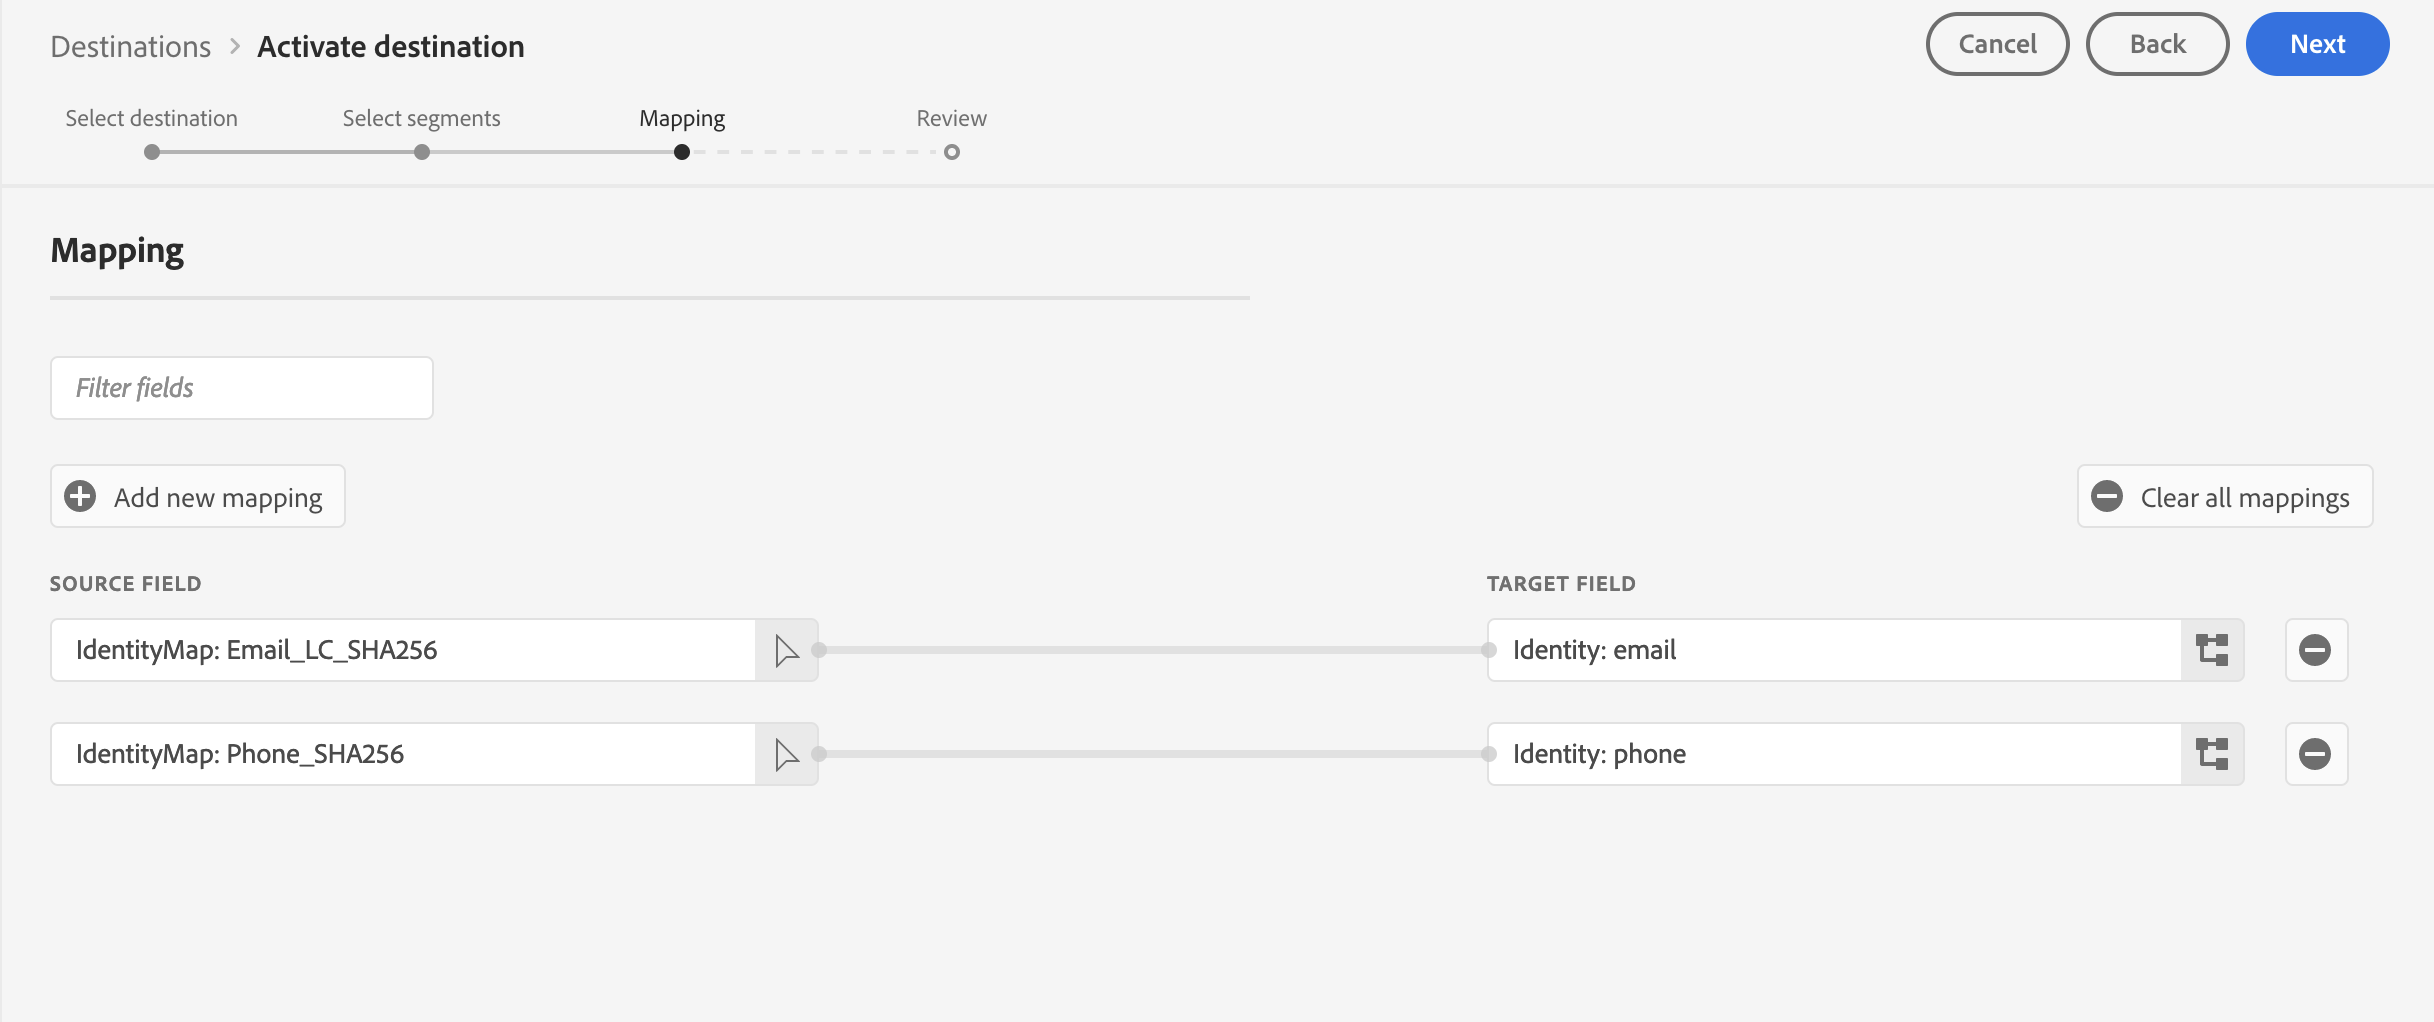 Destinations > Activate destination
Cancel
Back
Next
Select destination
Select segments
Mapping
Review
Mapping
Filter fields
Add new mapping
Clear all mappings
SOURCE FIELD
TARGET FIELD
IdentityMap: Email_LC_SHA256
Identity: email
IdentityMap: Phone_SHA256
Identity: phone